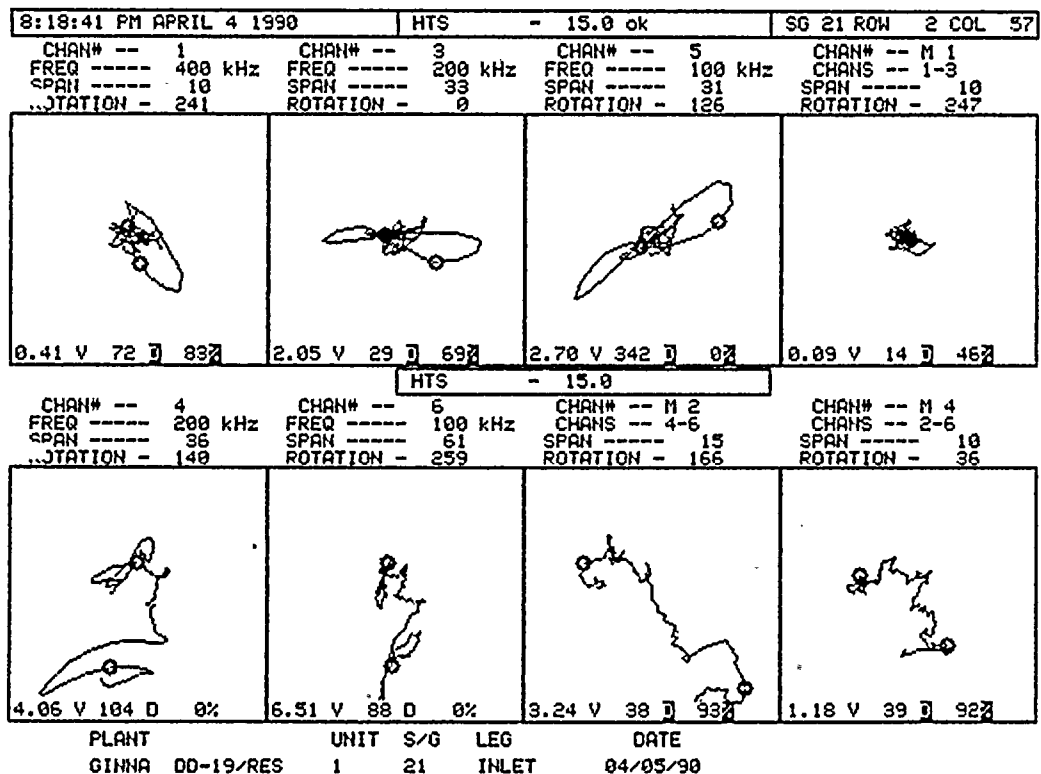 8:18:41 PM APRIL 4 1990 HTS - 15.0 ok SG 21 ROW 2 COL 57
CHAN# -- 1 CHAN# -- 3 CHAN# -- 5 CHAN# -- M 1
FREQ ----- 400 kHz FREQ ----- 200 kHz FREQ ----- 100 kHz CHANS -- 1-3
SPAN ----- 10 SPAN ----- 33 SPAN ----- 31 SPAN ----- 10
..OTATION - 241 ROTATION - 0 ROTATION - 126 ROTATION - 247
0.41 V 72 D 83% 2.05 V 29 D 69% 2.70 V 342 D 0% 0.09 V 14 D 46%
HTS - 15.0
CHAN# -- 4 CHAN# -- 6 CHAN# -- M 2 CHAN# -- M 4
FREQ ----- 200 kHz FREQ ----- 100 kHz CHANS -- 4-6 CHANS -- 2-6
SPAN ----- 36 SPAN ----- 61 SPAN ----- 15 SPAN ----- 10
..OTATION - 140 ROTATION - 259 ROTATION - 166 ROTATION - 36
4.06 V 104 D 0% 6.51 V 88 D 0% 3.24 V 38 D 93% 1.18 V 39 D 92%
PLANT UNIT S/G LEG DATE
GINNA DD-19/RES 1 21 INLET 04/05/90